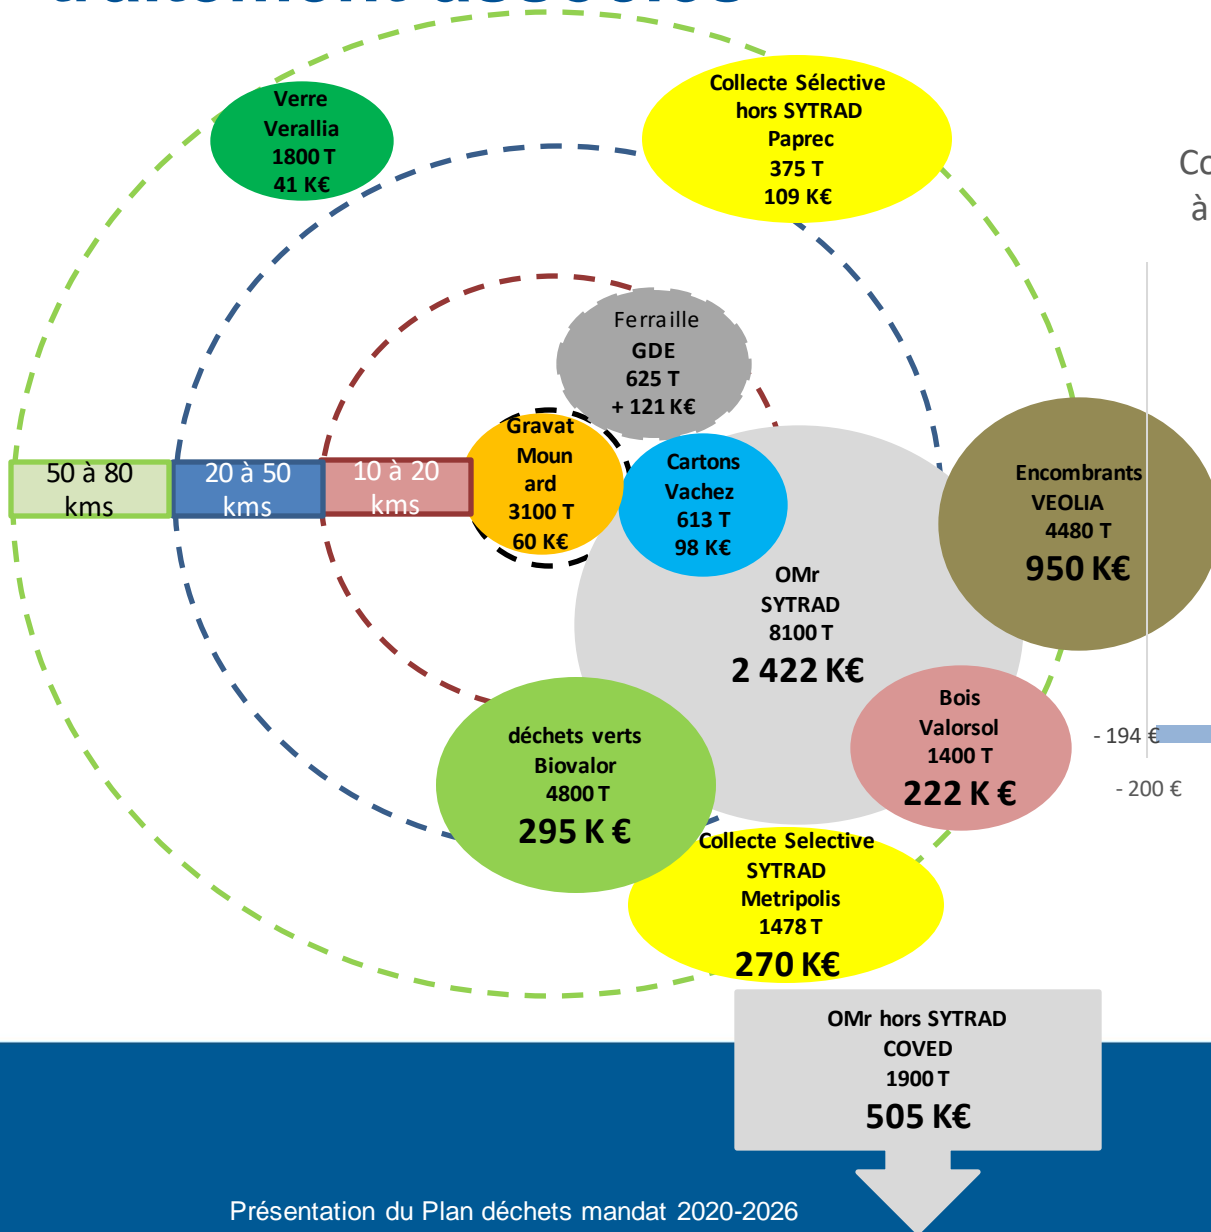 traitement associés
Verre
Verallia
1800 T
41 K€
Collecte Sélective
hors SYTRAD
Paprec
375 T
109 K€
Co
à
Ferraille
GDE
625 T
+ 121 K€
50 à 80
kms
20 à 50
kms
10 à 20
kms
Gravat
Moun
ard
3100 T
60 K€
Cartons
Vachez
613 T
98 K€
Encombrants
VEOLIA
4480 T
950 K€
OMr
SYTRAD
8100 T
2 422 K€
Bois
Valorsol
1400 T
222 K €
- 194 €
- 200 €
déchets verts
Biovalor
4800 T
295 K €
Collecte Selective
SYTRAD
Metripolis
1478 T
270 K€
OMr hors SYTRAD
COVED
1900 T
505 K€
Présentation du Plan déchets mandat 2020-2026